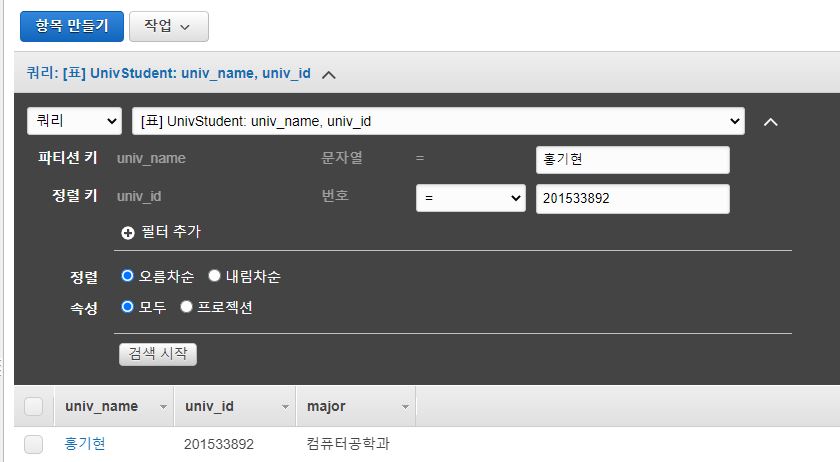 항목 만들기 작업
쿼리: [표] UnivStudent: univ_name, univ_id
쿼리 [표] UnivStudent: univ_name, univ_id
파티션 키 univ_name 문자열 = 홍기현
정렬 키 univ_id 번호 = 201533892
필터 추가
정렬 오름차순 내림차순
속성 모두 프로젝션
검색 시작
univ_name univ_id major
홍기현 201533892 컴퓨터공학과